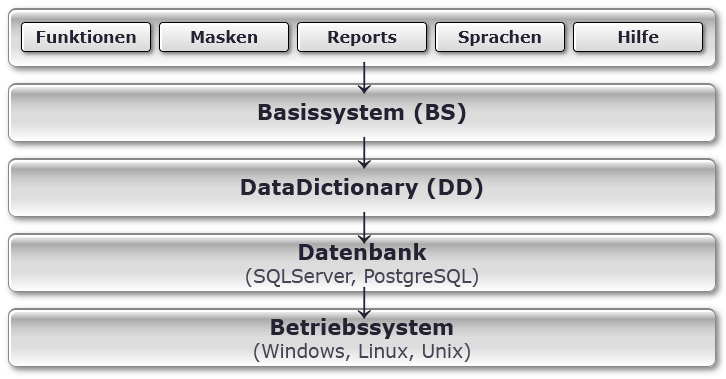 Funktionen Masken Reports Sprachen Hilfe
Basissystem (BS)
DataDictionary (DD)
Datenbank
(SQLServer, PostgreSQL)
Betriebssystem
(Windows, Linux, Unix)